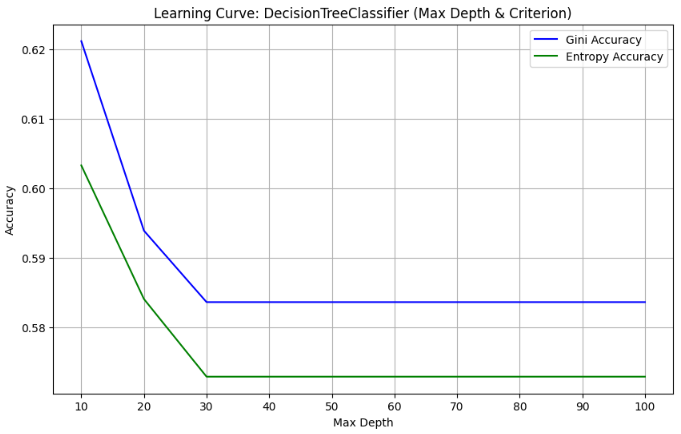 Learning Curve: DecisionTreeClassifier (Max Depth & Criterion)
Gini Accuracy
Entropy Accuracy
0.62
0.61
0.60
0.59
0.58
Accuracy
10 20 30 40 50 60 70 80 90 100
Max Depth